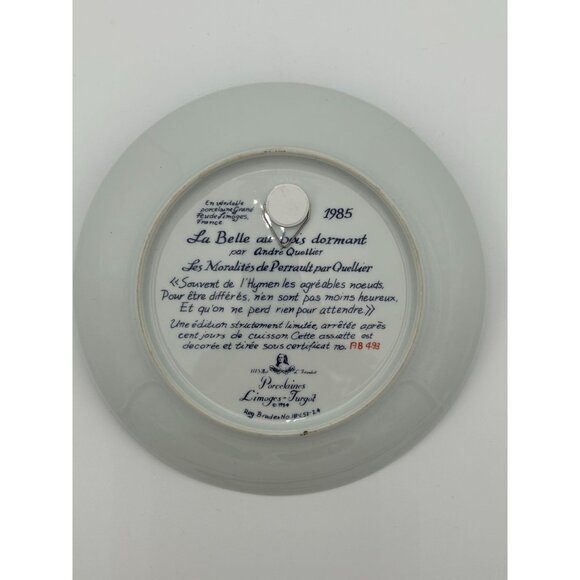 En véritable
porcelaine Grand
Feu de Limoges,
France
1985
La Belle au bois dormant
par André Quellier
Les Moralités de Perrault par Quellier
«Souvent de l'Hymen les agréables noeuds,
Pour être différés, n'en sont pas moins heureux,
Et qu'on ne perd rien pour attendre.»
Une édition strictement limitée, arrêtée après
cent jours de cuisson. Cette assiette est
décorée et tirée sous certificat no.
Porcelaines
Limoges-Turgot
Reg. Bradex No.